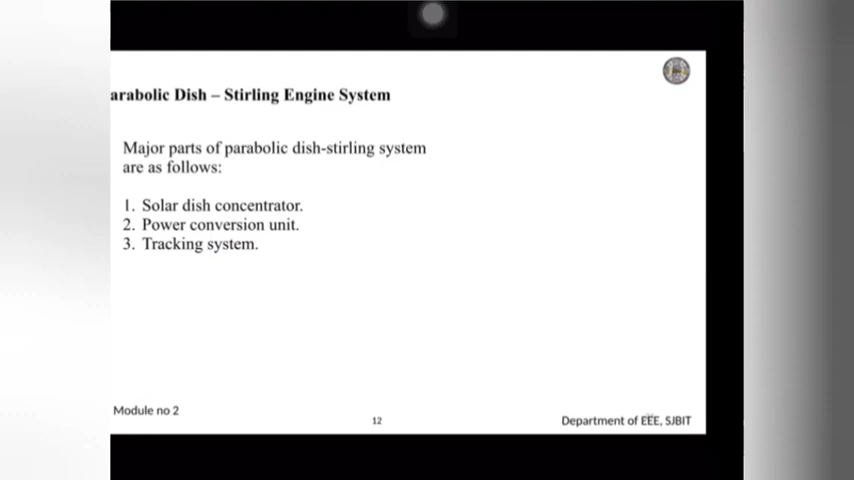 arabolic Dish – Stirling Engine System
Major parts of parabolic dish-stirling system
are as follows:
1. Solar dish concentrator.
2. Power conversion unit.
3. Tracking system.
Module no 2
12
Department of EEE, SJBIT